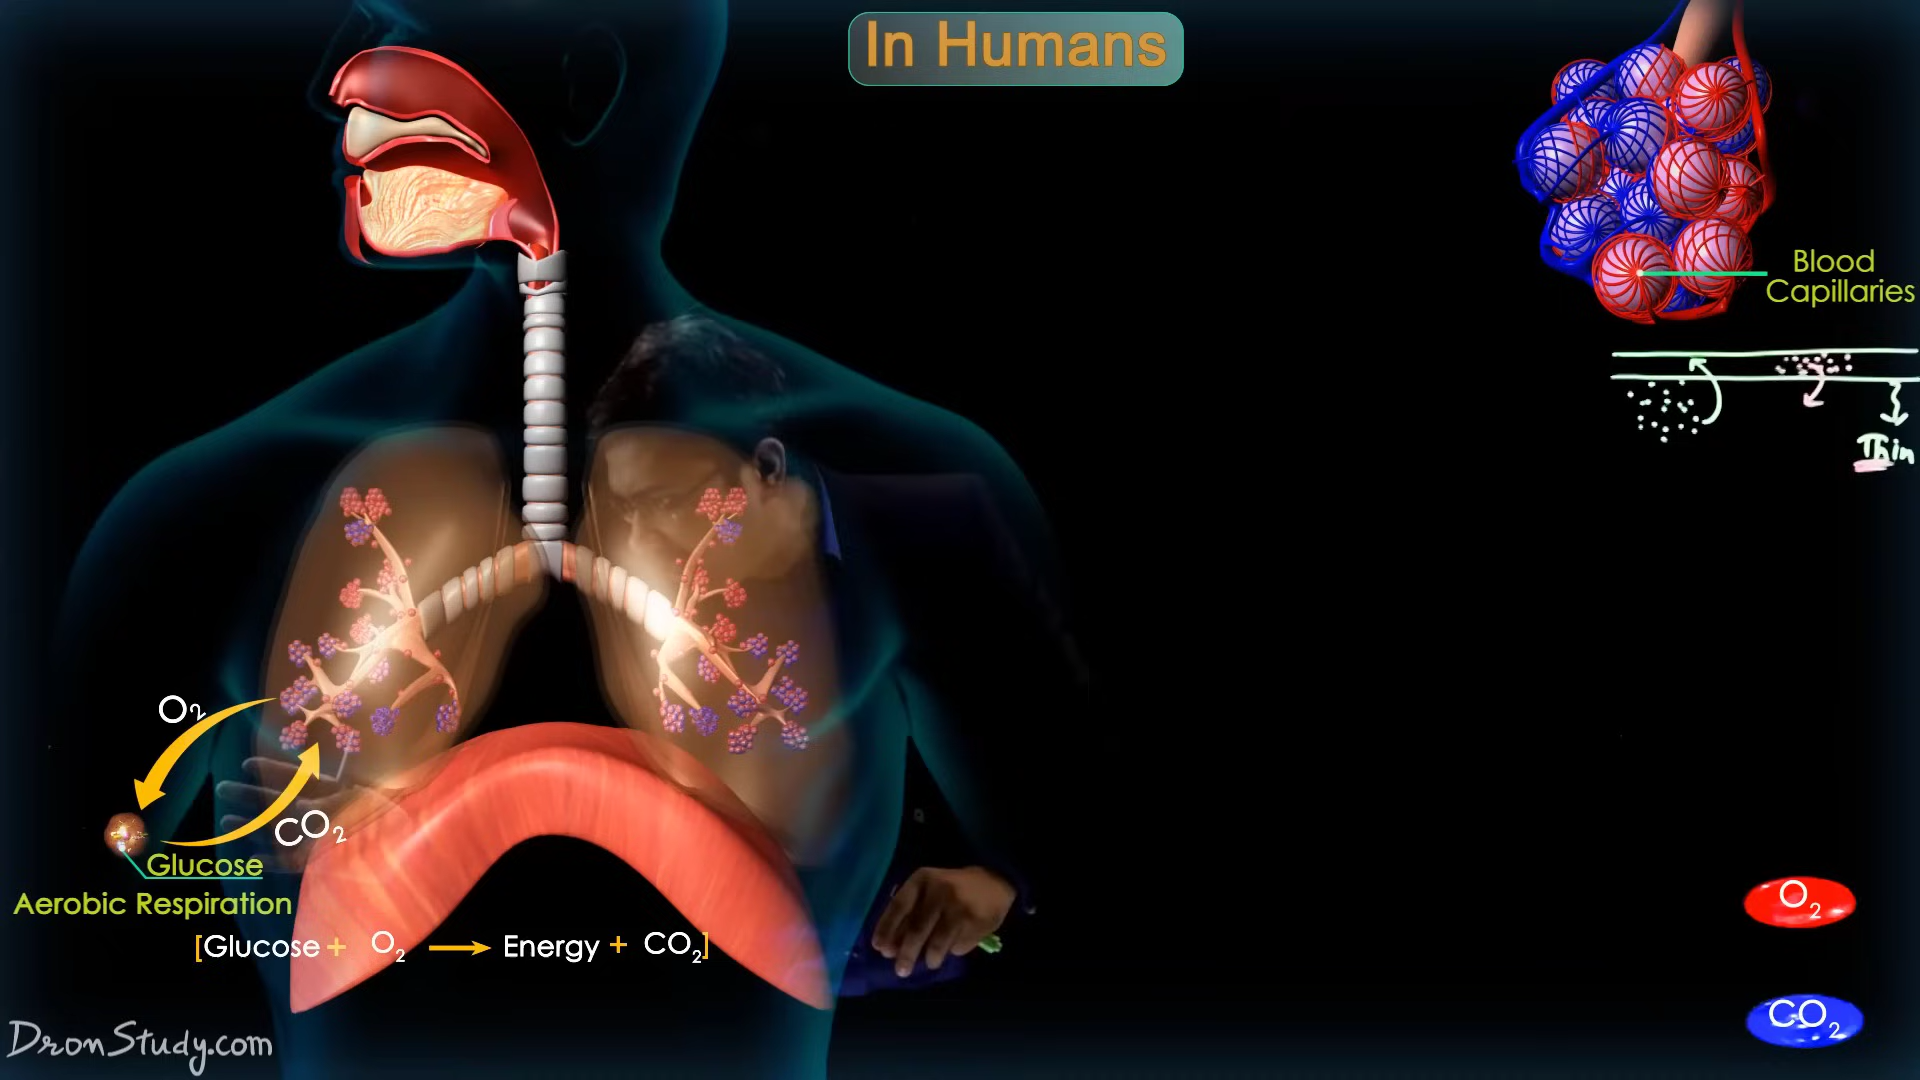 In Humans
Blood
Capillaries
Thin
O₂
CO₂
Glucose
Aerobic Respiration
[Glucose + O₂ → Energy + CO₂]
O₂
CO₂
DronStudy.com